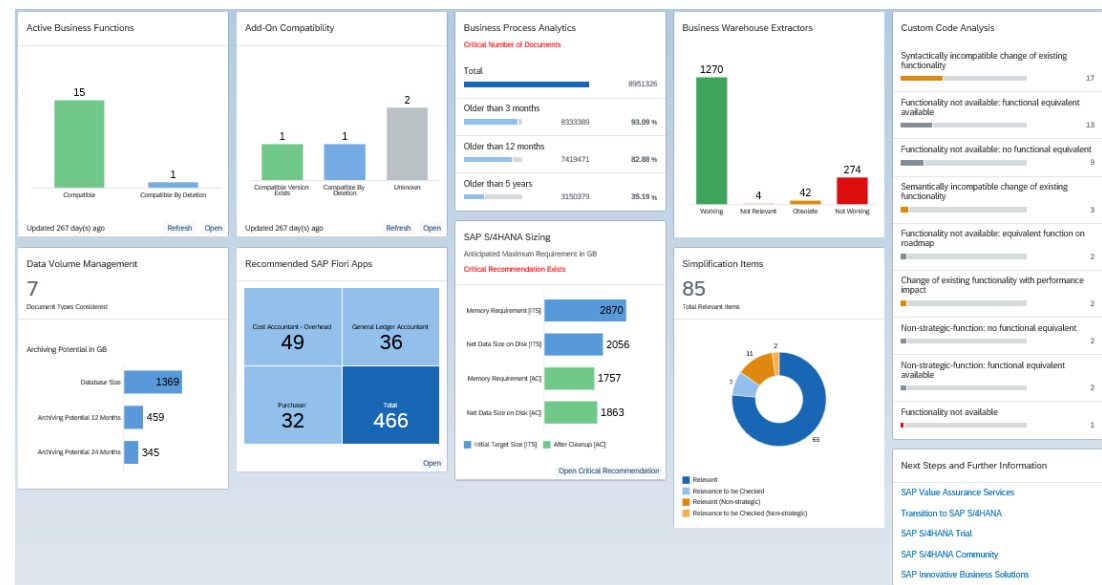 Active Business Functions
15
1
Compatible
Compatible By Deletion
Updated 267 day(s) ago
Refresh
Open
Add-On Compatibility
1
1
2
Compatible Version
Exists
Compatible By
Deletion
Unknown
Updated 267 day(s) ago
Refresh
Open
Business Process Analytics
Critical Number of Documents
Total
8951326
Older than 3 months
8333389
93.09 %
Older than 12 months
7419471
82.88 %
Older than 5 years
3150379
35.19 %
Business Warehouse Extractors
1270
4
42
274
Working
Not Relevant
Obsolete
Not Working
Custom Code Analysis
Syntactically incompatible change of existing
functionality
17
Functionality not available: functional equivalent
available
13
Functionality not available: no functional equivalent
9
Semantically incompatible change of existing
functionality
3
Functionality not available: equivalent function on
roadmap
2
Change of existing functionality with performance
impact
2
Non-strategic-function: no functional equivalent
2
Non-strategic-function: functional equivalent
available
2
Functionality not available
1
Data Volume Management
7
Document Types Considered
Archiving Potential in GB
Database Size
1369
Archiving Potential 12 Months
459
Archiving Potential 24 Months
345
Recommended SAP Fiori Apps
Cost Accountant - Overhead
49
General Ledger Accountant
36
Purchaser
32
Total
466
Open
SAP S/4HANA Sizing
Anticipated Maximum Requirement in GB
Critical Recommendation Exists
Memory Requirement [ITS]
2870
Net Data Size on Disk [ITS]
2056
Memory Requirement [AC]
1757
Net Data Size on Disk [AC]
1863
Initial Target Size [ITS]
After Cleanup [AC]
Open Critical Recommendation
Simplification Items
85
Total Relevant Items
2
11
7
65
Relevant
Relevance to be Checked
Relevant (Non-strategic)
Relevance to be Checked (Non-strategic)
Next Steps and Further Information
SAP Value Assurance Services
Transition to SAP S/4HANA
SAP S/4HANA Trial
SAP S/4HANA Community
SAP Innovative Business Solutions